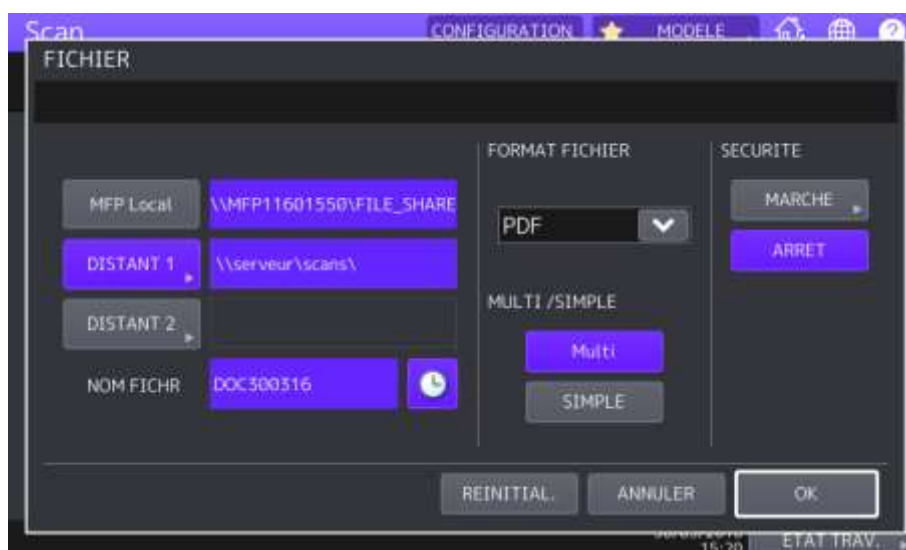 Scan
CONFIGURATION
MODELE
?
FICHIER
FORMAT FICHIER
SECURITE
MFP Local
\\MFP11601550\FILE_SHARE
PDF
MARCHE
DISTANT 1
\\serveur\scans\
ARRET
DISTANT 2
MULTI /SIMPLE
Multi
NOM FICHR
DOC300316
SIMPLE
REINITIAL.
ANNULER
OK
15:20
ETAT TRAV.